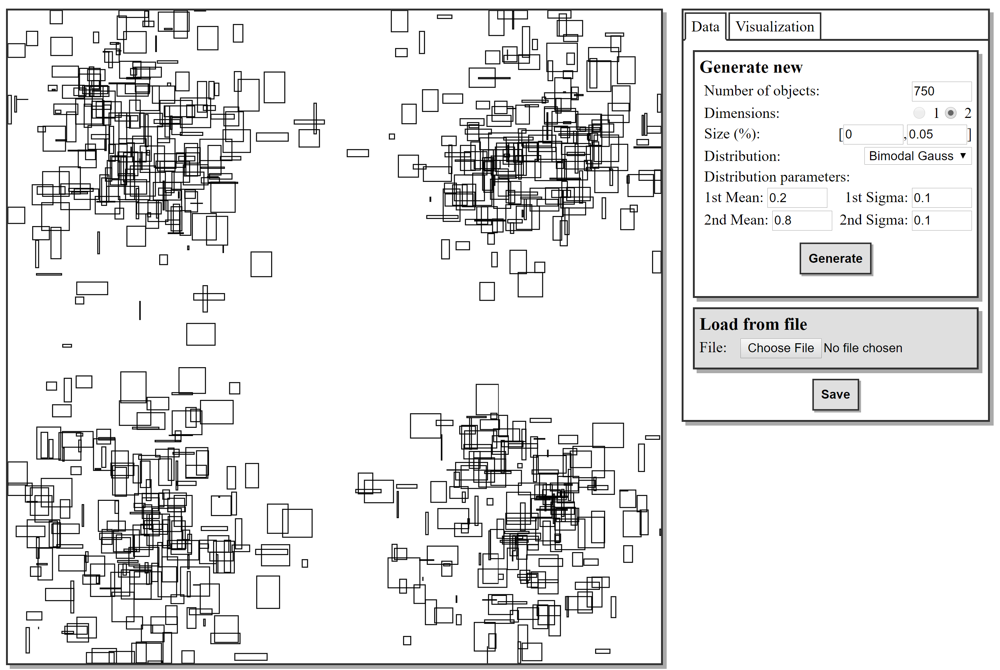 Data Visualization
Generate new
Number of objects: 750
Dimensions: 1 2
Size (%): [0 ,0.05 ]
Distribution: Bimodal Gauss ▼
Distribution parameters:
1st Mean: 0.2 1st Sigma: 0.1
2nd Mean: 0.8 2nd Sigma: 0.1
Generate
Load from file
File: Choose File No file chosen
Save